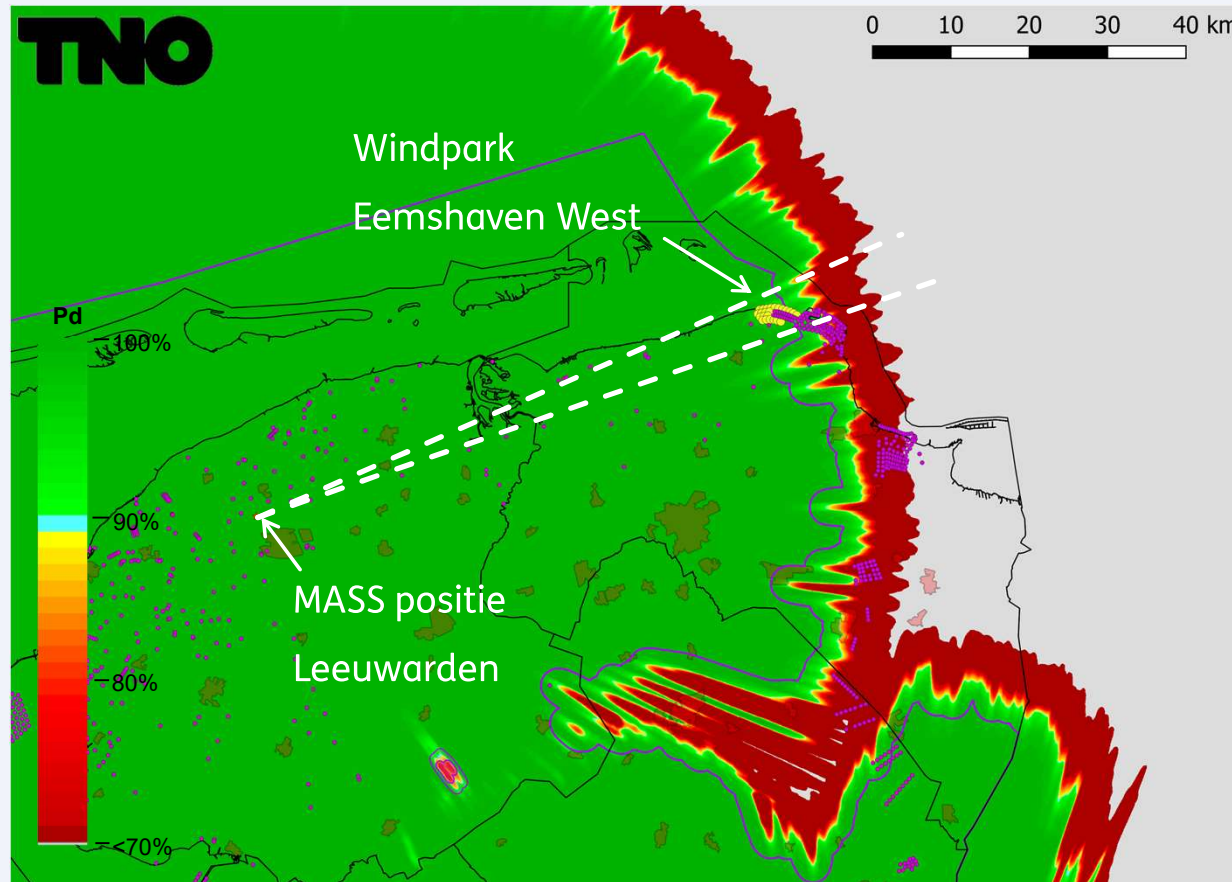 TNO
0 10 20 30 40 km
Windpark
Eemshaven West
Pd
100%
90%
MASS positie
Leeuwarden
80%
<70%